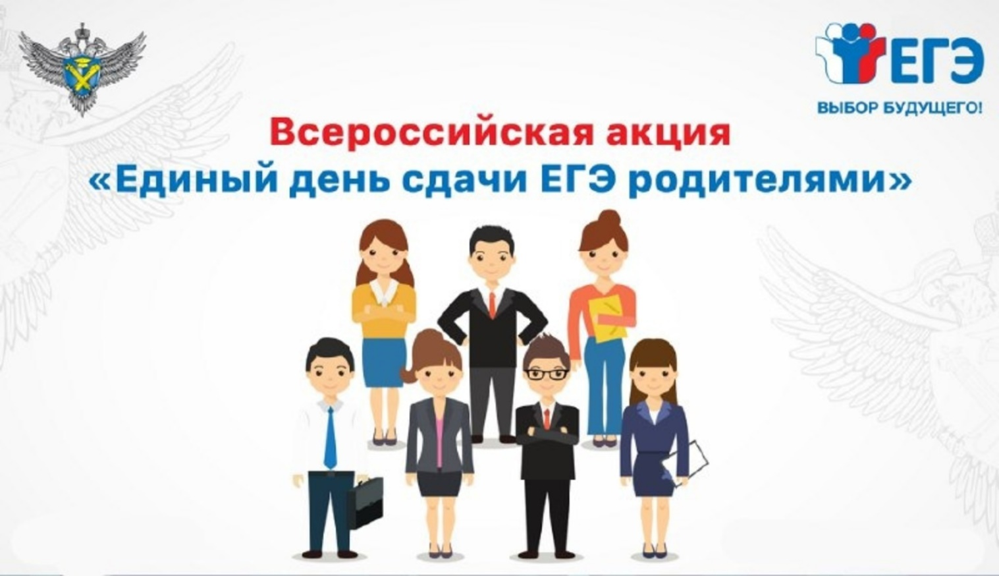 ЕГЭ
ВЫБОР БУДУЩЕГО!
Всероссийская акция
«Единый день сдачи ЕГЭ родителями»